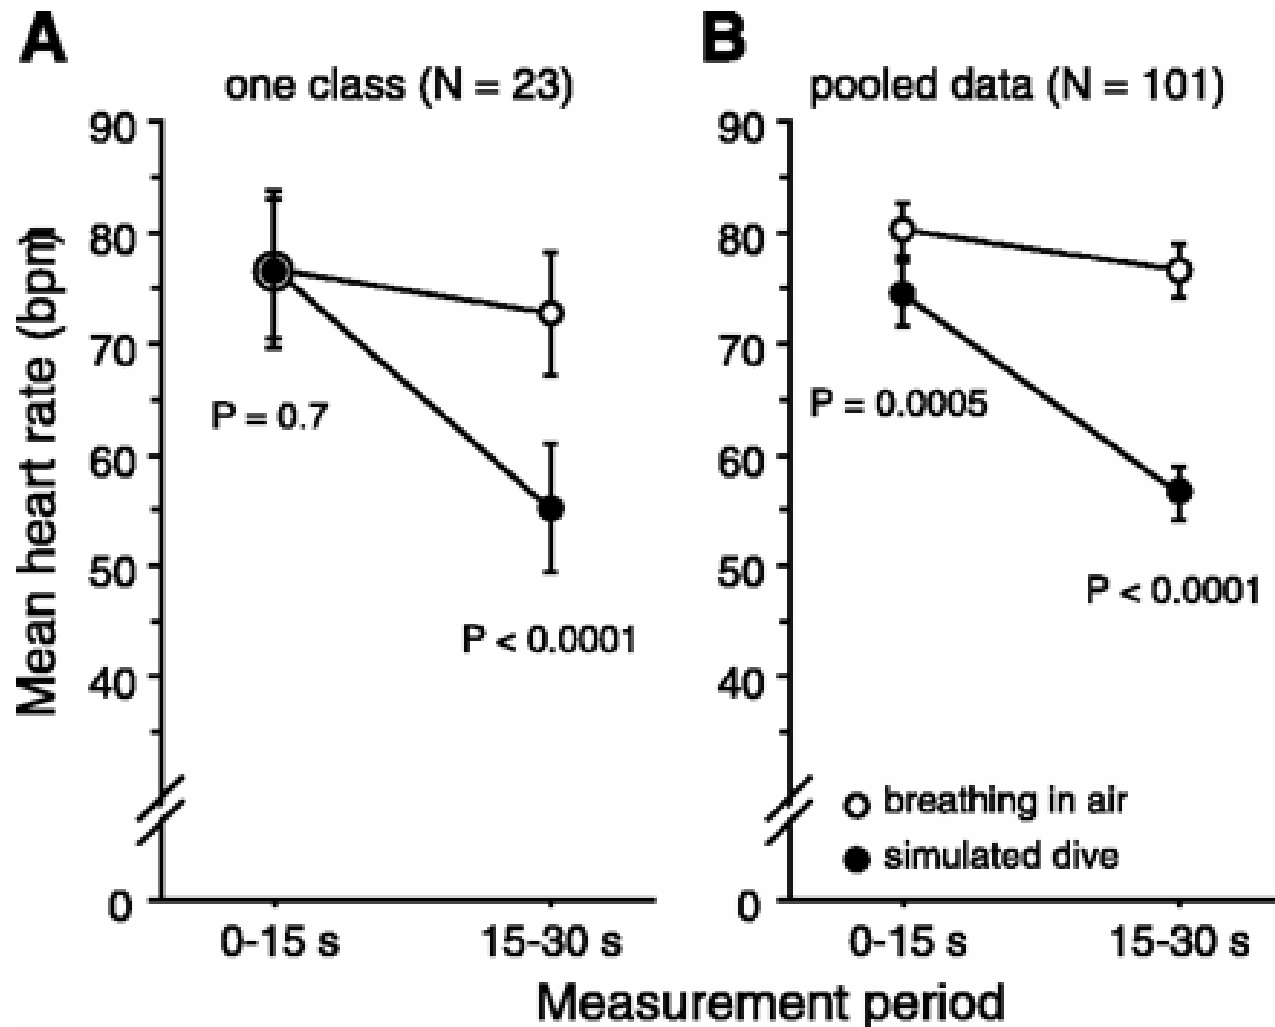 A
one class (N = 23)
90
80
70
60
50
40
0
Mean heart rate (bpm)
P = 0.7
P < 0.0001
0-15 s
15-30 s
B
pooled data (N = 101)
90
80
70
60
50
40
0
P = 0.0005
P < 0.0001
breathing in air
simulated dive
0-15 s
15-30 s
Measurement period